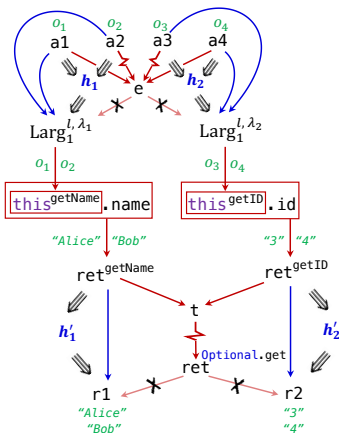 o1 o2 o3 o4
a1 a2 a3 a4
h1 h2
e
Larg1^{l,λ1} Larg1^{l,λ2}
o1 o2 o3 o4
this^{getName}.name this^{getID}.id
“Alice” “Bob” “3” “4”
ret^{getName} ret^{getID}
t
h′1 h′2
Optional.get
ret
r1 r2
“Alice” “3”
“Bob” “4”